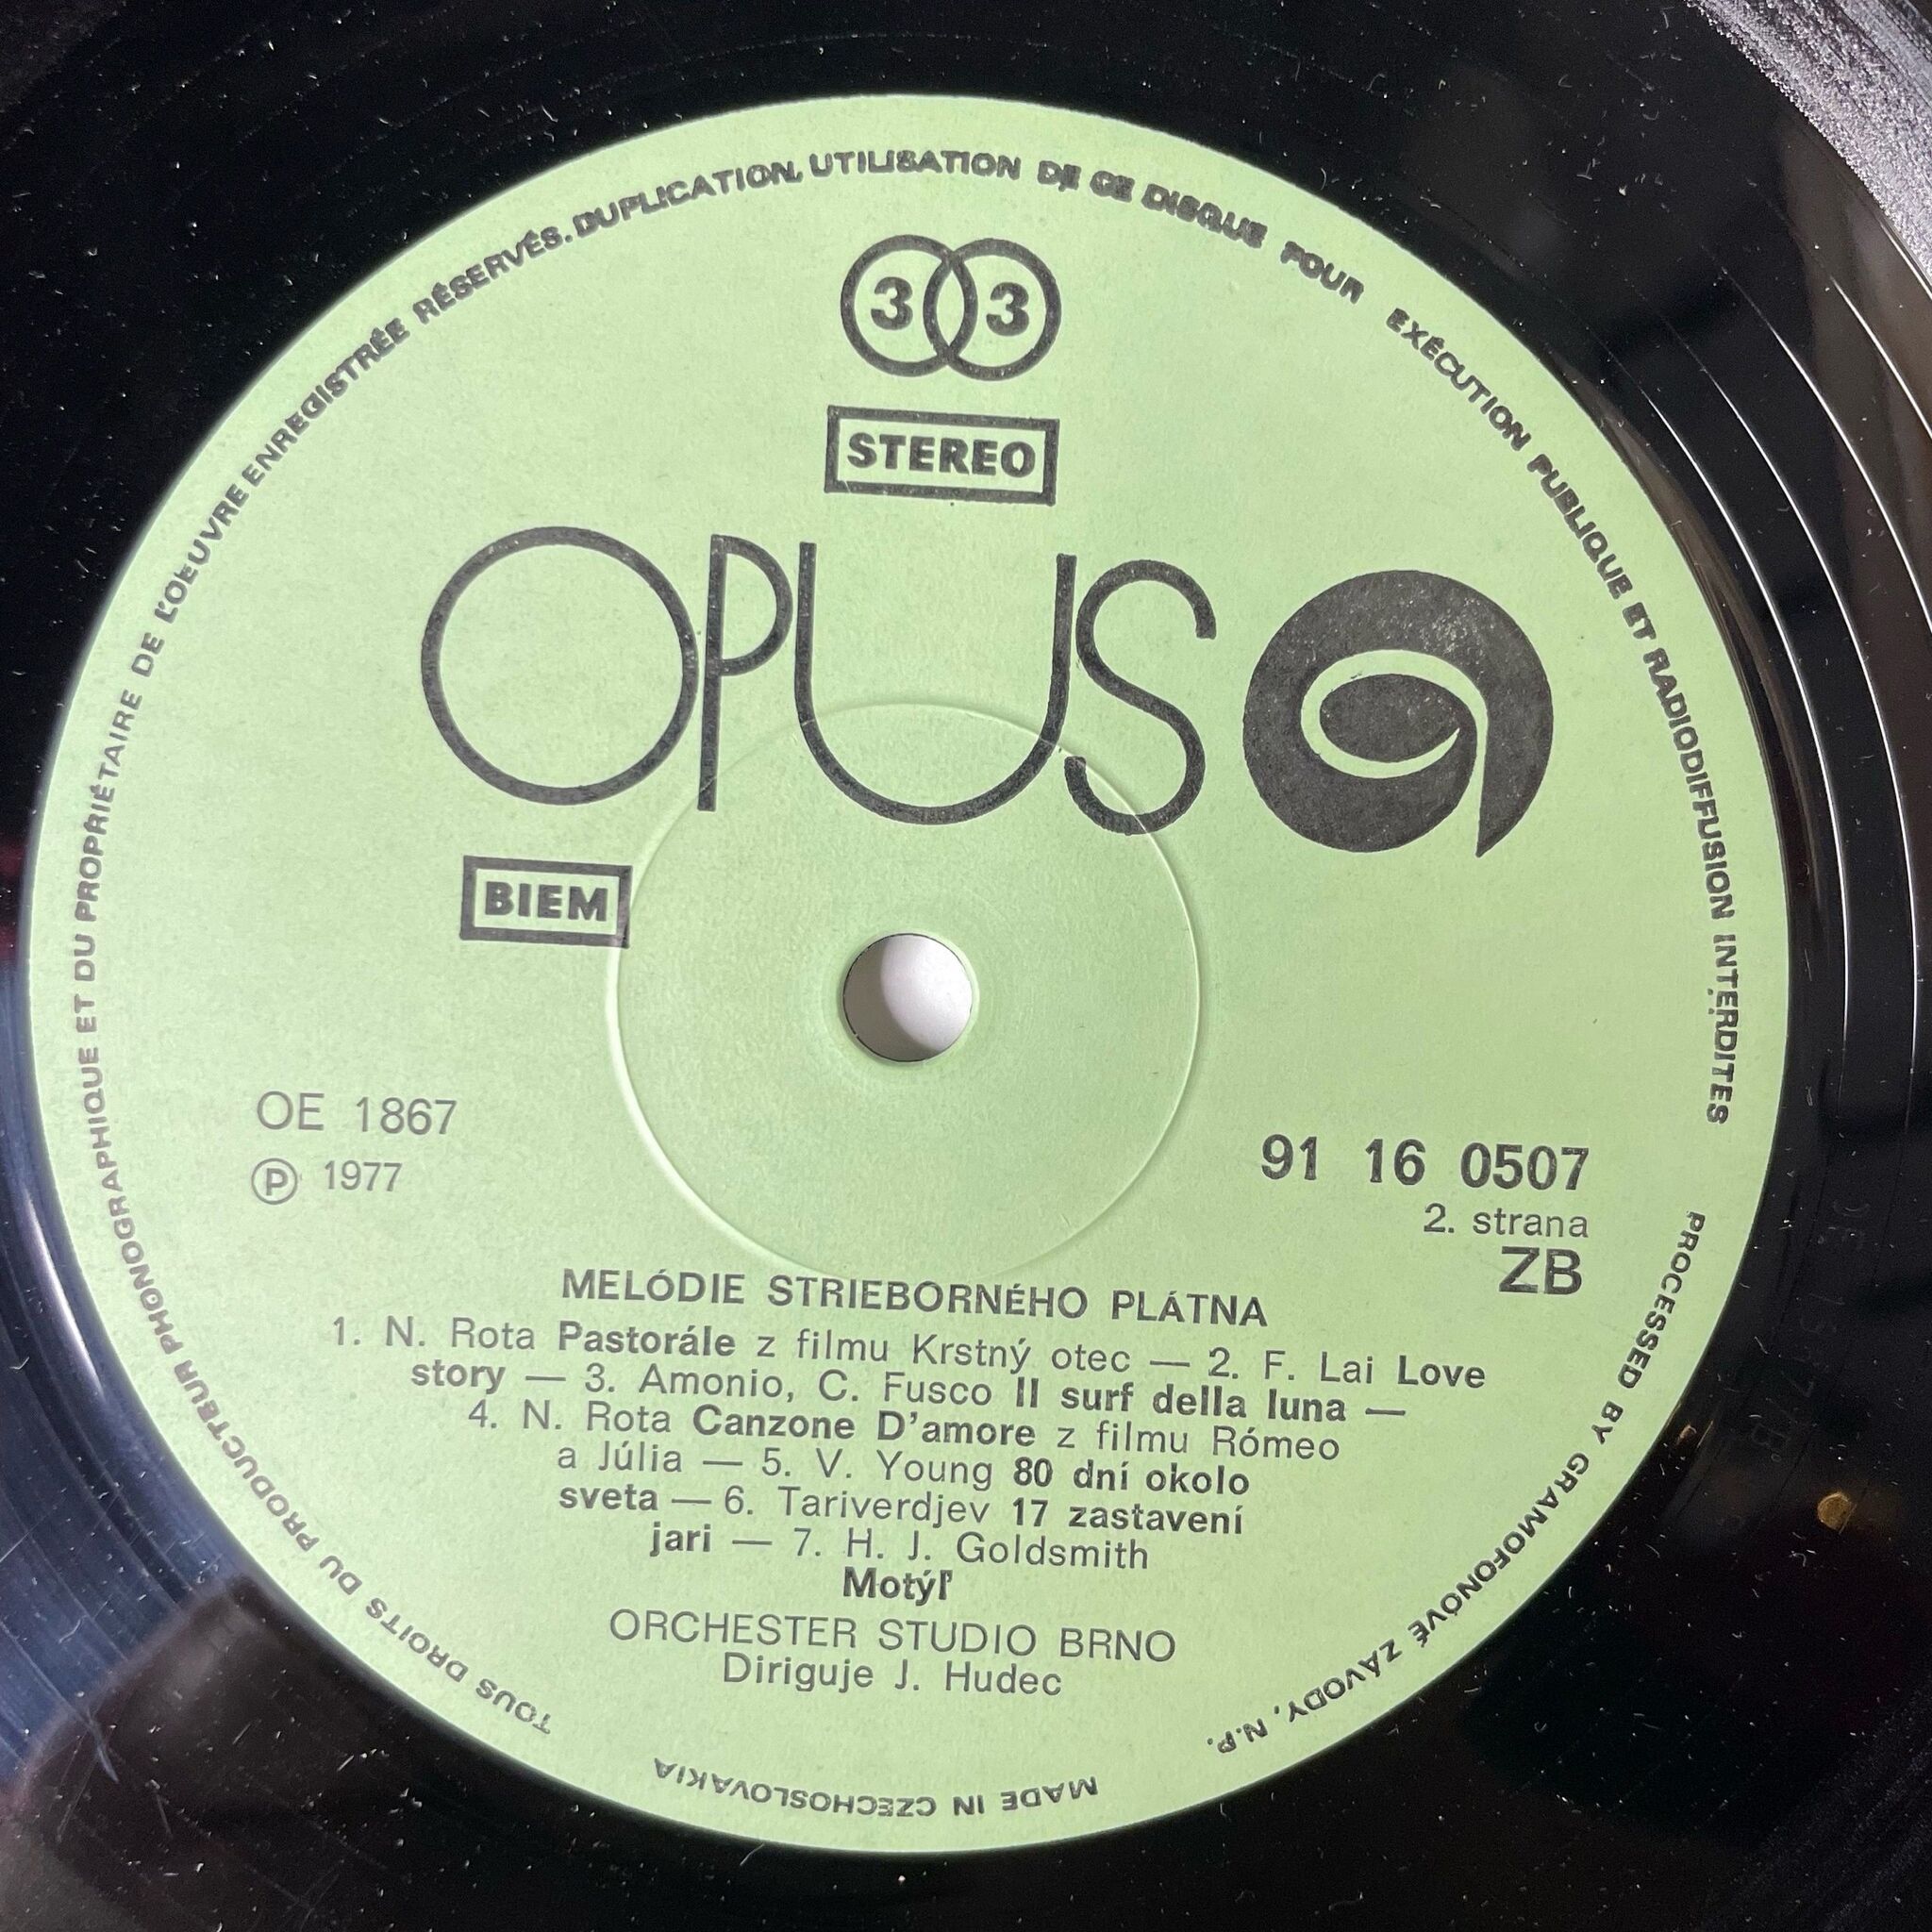 TOUS DROITS DU PRODUCTEUR PHONOGRAPHIQUE ET DU PROPRIÉTAIRE DE L'OEUVRE ENREGISTRÉE RÉSERVÉS. DUPLICATION, UTILISATION DE CE DISQUE POUR EXÉCUTION PUBLIQUE ET RADIODIFFUSION INTERDITES
33
STEREO
OPUS
BIEM
OE 1867
Ⓟ 1977
91 16 0507
2. strana
ZB
MELÓDIE STRIEBORNÉHO PLÁTNA
1. N. Rota Pastorále z filmu Krstný otec — 2. F. Lai Love
story — 3. Amonio, C. Fusco Il surf della luna —
4. N. Rota Canzone D'amore z filmu Rómeo
a Júlia — 5. V. Young 80 dní okolo
sveta — 6. Tariverdjev 17 zastavení
jari — 7. H. J. Goldsmith
Motýľ
ORCHESTER STUDIO BRNO
Diriguje J. Hudec
PROCESSED BY GRAMOFONOVÉ ZÁVODY, N.P.
MADE IN CZECHOSLOVAKIA